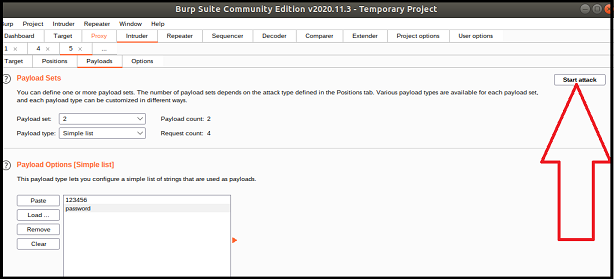 Burp Suite Community Edition v2020.11.3 - Temporary Project
Burp Project Intruder Repeater Window Help
Dashboard Target Proxy Intruder Repeater Sequencer Decoder Comparer Extender Project options User options
1 × 4 × 5 × ...
Target Positions Payloads Options
? Payload Sets
Start attack
You can define one or more payload sets. The number of payload sets depends on the attack type defined in the Positions tab. Various payload types are available for each payload set,
and each payload type can be customized in different ways.
Payload set: 2 Payload count: 2
Payload type: Simple list Request count: 4
? Payload Options [Simple list]
This payload type lets you configure a simple list of strings that are used as payloads.
Paste 123456
password
Load ...
Remove
Clear